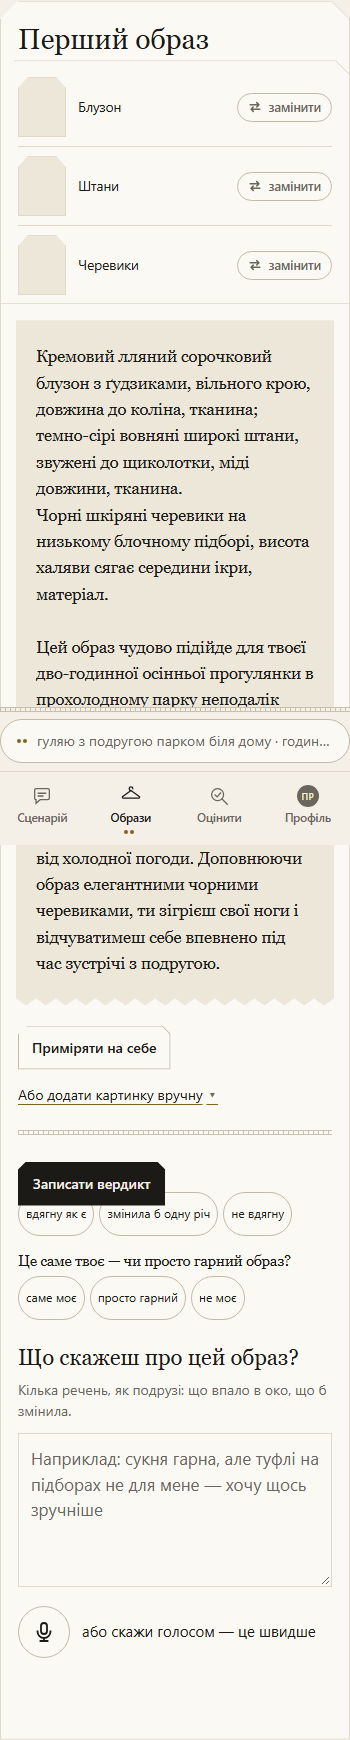 Перший образ
Блузон
замінити
Штани
замінити
Черевики
замінити
Кремовий лляний сорочковий
блузон з ґудзиками, вільного крою,
довжина до коліна, тканина;
темно-сірі вовняні широкі штани,
звужені до щиколотки, міді
довжини, тканина.
Чорні шкіряні черевики на
низькому блочному підборі, висота
халяви сягає середини ікри,
матеріал.
Цей образ чудово підійде для твоєї
дво-годинної осінньої прогулянки в
прохолодному парку неподалік
гуляю з подругою парком біля дому · годин...
Сценарій
Образи
Оцінити
ПР
Профіль
від холодної погоди. Доповнюючи
образ елегантними чорними
черевиками, ти зігрієш свої ноги і
відчуватимеш себе впевнено під
час зустрічі з подругою.
Приміряти на себе
Або додати картинку вручну
Записати вердикт
вдягну як є
змінила б одну річ
не вдягну
Це саме твоє — чи просто гарний образ?
саме моє
просто гарний
не моє
Що скажеш про цей образ?
Кілька речень, як подрузі: що впало в око, що б
змінила.
Наприклад: сукня гарна, але туфлі на
підборах не для мене — хочу щось
зручніше
або скажи голосом — це швидше